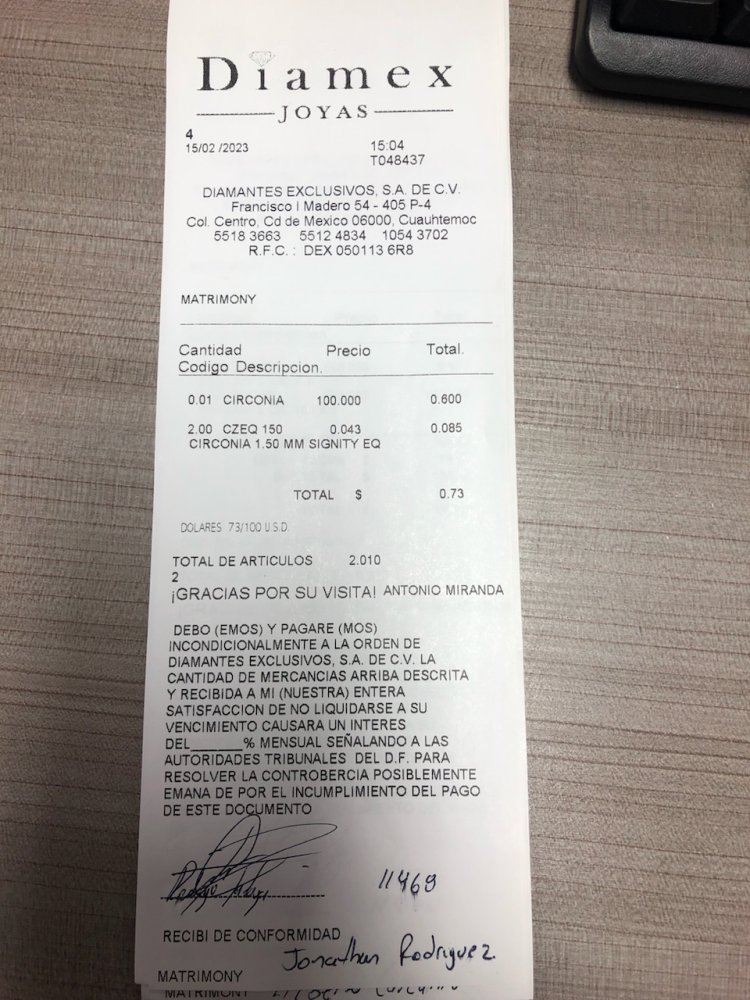 Diamex
JOYAS
4
15/02 /2023 15:04
T048437
DIAMANTES EXCLUSIVOS, S.A. DE C.V.
Francisco I Madero 54 - 405 P-4
Col. Centro, Cd de Mexico 06000, Cuauhtemoc
5518 3663 5512 4834 1054 3702
R.F.C. : DEX 050113 6R8
MATRIMONY
Cantidad Precio Total.
Codigo Descripcion.
0.01 CIRCONIA 100.000 0.600
2.00 CZEQ 150 0.043 0.085
CIRCONIA 1.50 MM SIGNITY EQ
TOTAL $ 0.73
DOLARES 73/100 U.S.D.
TOTAL DE ARTICULOS 2.010
2
¡GRACIAS POR SU VISITA! ANTONIO MIRANDA
DEBO (EMOS) Y PAGARE (MOS)
INCONDICIONALMENTE A LA ORDEN DE
DIAMANTES EXCLUSIVOS, S.A. DE C.V. LA
CANTIDAD DE MERCANCIAS ARRIBA DESCRITA
Y RECIBIDA A MI (NUESTRA) ENTERA
SATISFACCION DE NO LIQUIDARSE A SU
VENCIMIENTO CAUSARA UN INTERES
DEL_______% MENSUAL SEÑALANDO A LAS
AUTORIDADES TRIBUNALES DEL D.F. PARA
RESOLVER LA CONTROBERCIA POSIBLEMENTE
EMANA DE POR EL INCUMPLIMIENTO DEL PAGO
DE ESTE DOCUMENTO
11469
RECIBI DE CONFORMIDAD
Jonathan Rodriguez
MATRIMONY
MATRIMONY